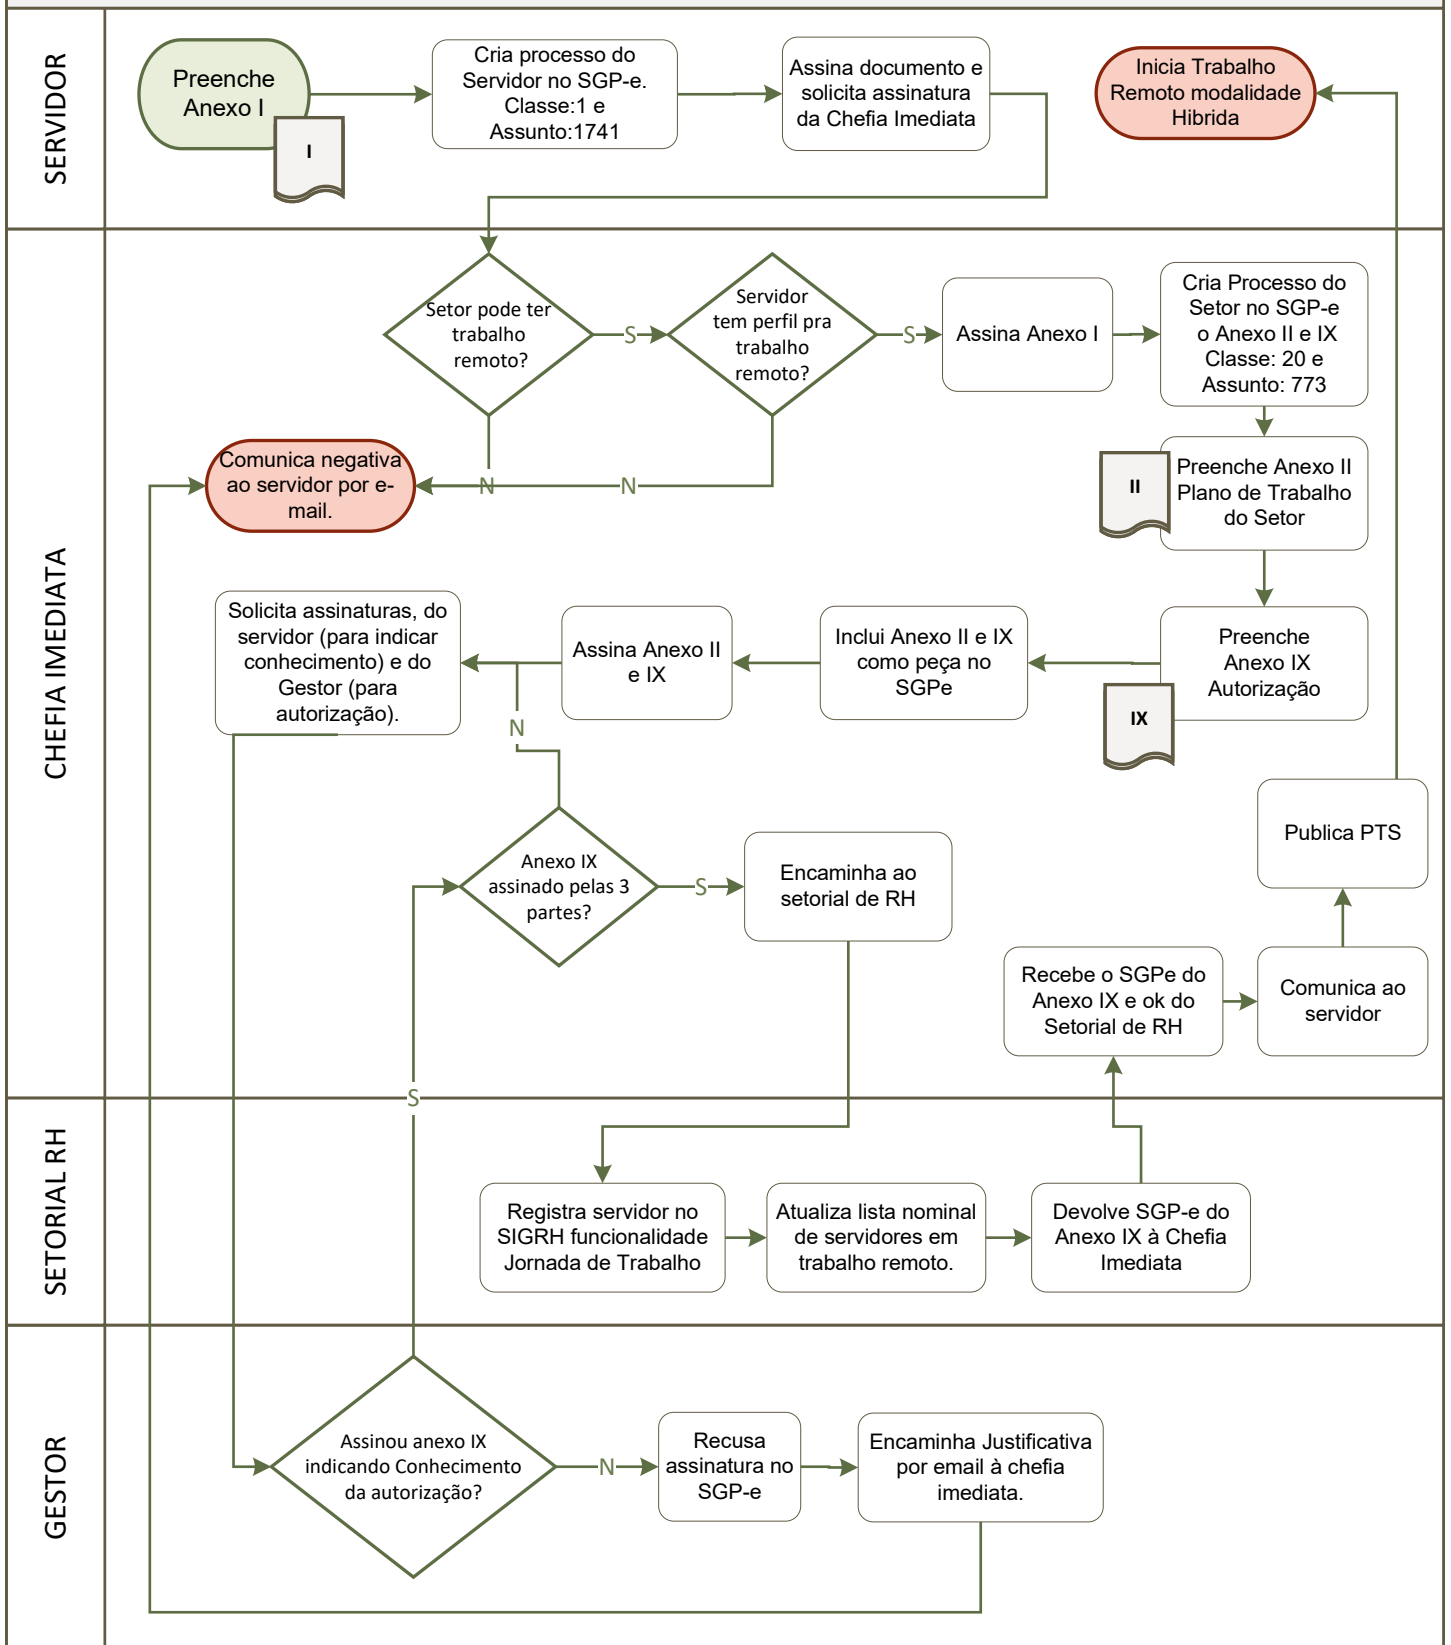 SERVIDOR
Preenche
Anexo I
I
Cria processo do
Servidor no SGP-e.
Classe:1 e
Assunto:1741
Assina documento e
solicita assinatura
da Chefia Imediata
Inicia Trabalho
Remoto modalidade
Hibrida
CHEFIA IMEDIATA
Setor pode ter
trabalho
remoto?
S
Servidor
tem perfil pra
trabalho
remoto?
S
Assina Anexo I
Cria Processo do
Setor no SGP-e
o Anexo II e IX
Classe: 20 e
Assunto: 773
Comunica negativa
ao servidor por e-
mail.
N
N
II
Preenche Anexo II
Plano de Trabalho
do Setor
Solicita assinaturas, do
servidor (para indicar
conhecimento) e do
Gestor (para
autorização).
Assina Anexo II
e IX
Inclui Anexo II e IX
como peça no
SGPe
Preenche
Anexo IX
Autorização
IX
N
Anexo IX
assinado pelas 3
partes?
S
Encaminha ao
setorial de RH
Publica PTS
Recebe o SGPe do
Anexo IX e ok do
Setorial de RH
Comunica ao
servidor
S
SETORIAL RH
Registra servidor no
SIGRH funcionalidade
Jornada de Trabalho
Atualiza lista nominal
de servidores em
trabalho remoto.
Devolve SGP-e do
Anexo IX à Chefia
Imediata
GESTOR
Assinou anexo IX
indicando Conhecimento
da autorização?
N
Recusa
assinatura no
SGP-e
Encaminha Justificativa
por email à chefia
imediata.